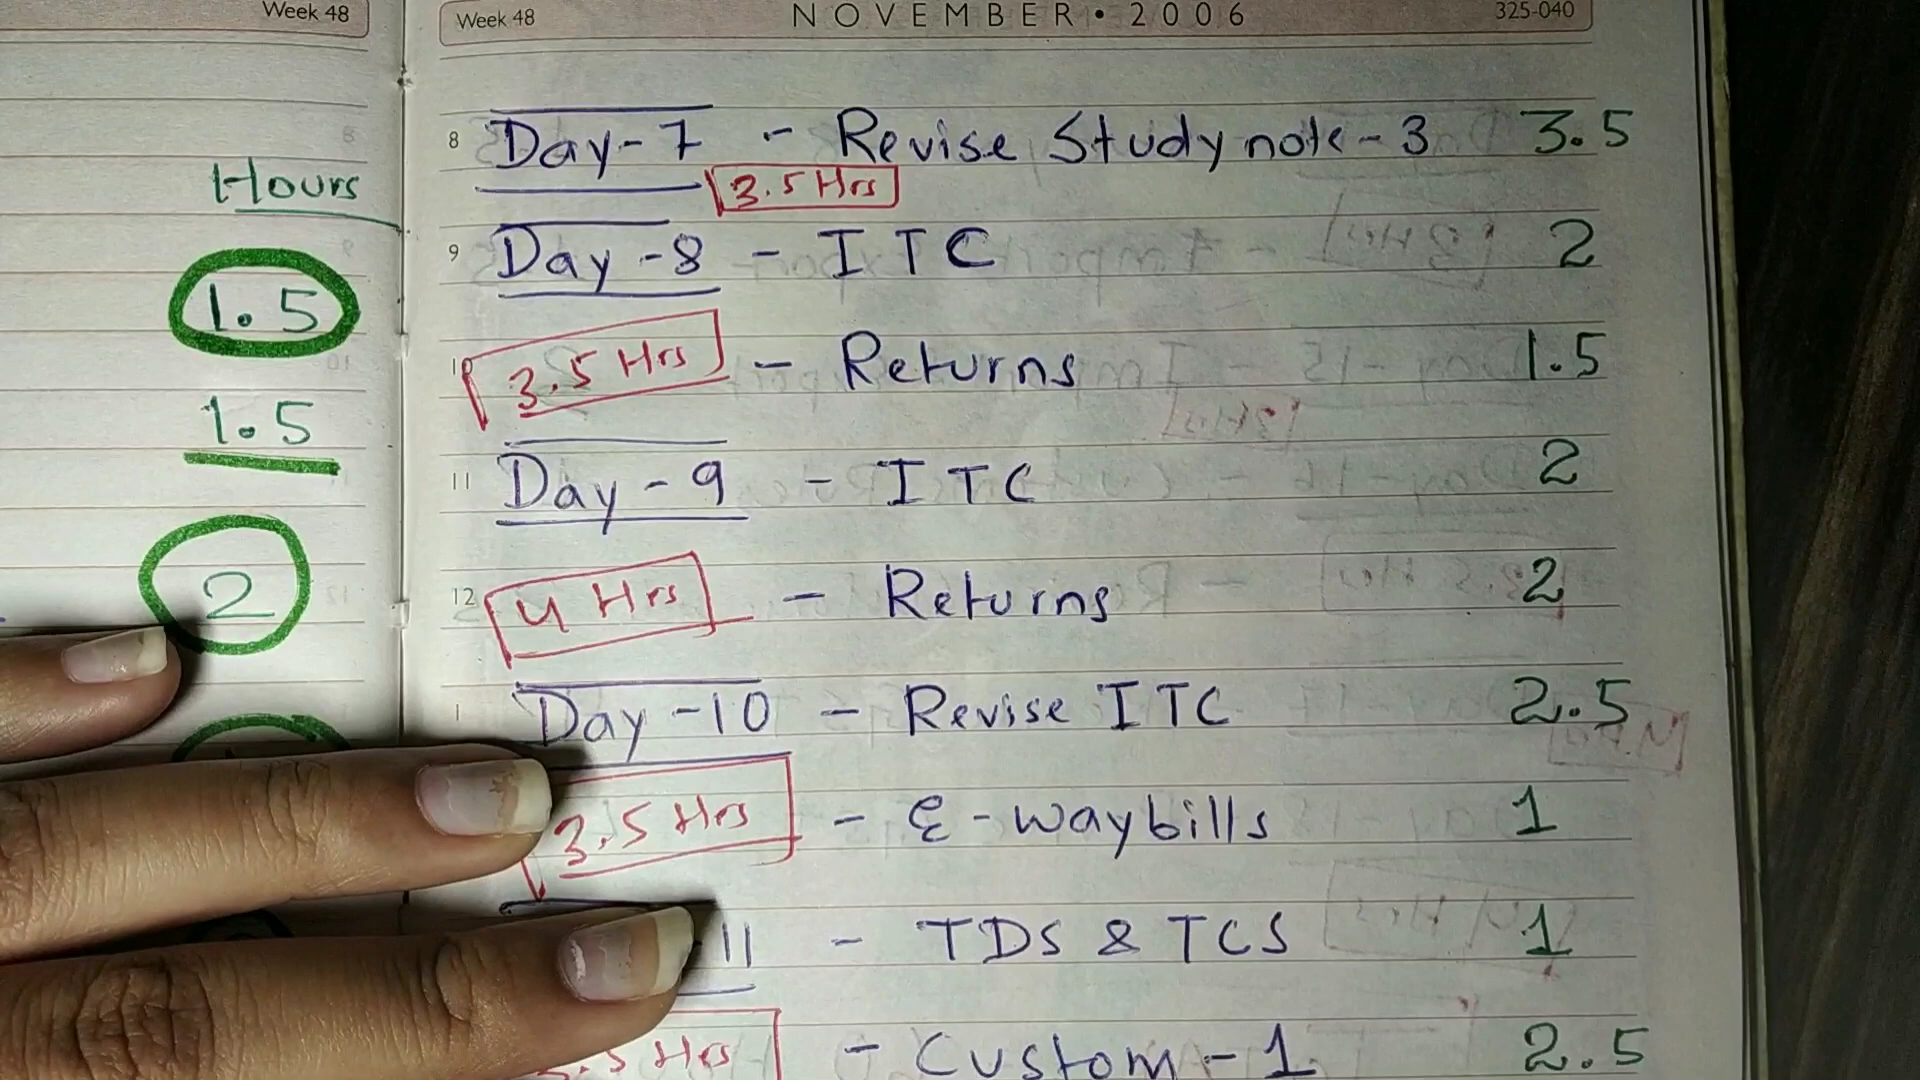 Week 48
Hours
1.5
1.5
2
Week 48 NOVEMBER • 2006 325-040
8 Day-7 - Revise Study note - 3 3.5
3.5 Hrs
9 Day-8 - ITC 2
3.5 Hrs - Returns 1.5
11 Day-9 - ITC 2
12 4 Hrs - Returns 2
1 Day-10 - Revise ITC 2.5
3.5 Hrs - E-waybills 1
11 - TDS & TCS 1
.5 Hrs - Custom-1 2.5